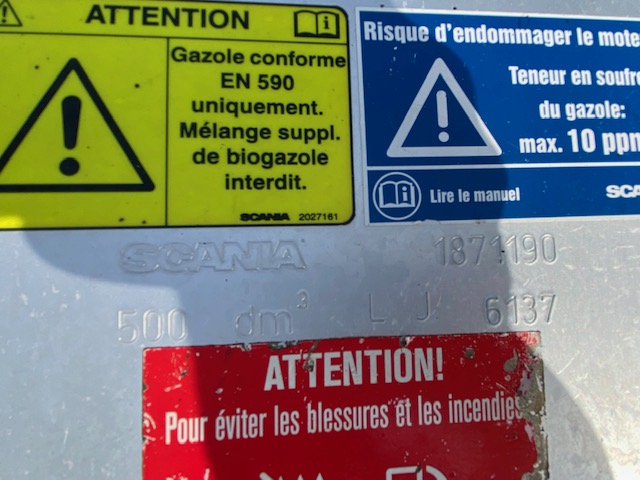 ATTENTION
Gazole conforme
EN 590
uniquement.
Mélange suppl.
de biogazole
interdit.
SCANIA 2027161
Risque d'endommager le mote
Teneur en soufre
du gazole:
max. 10 ppm
Lire le manuel
SCA
SCANIA 1871190
500 dm³ L J 6137
ATTENTION!
Pour éviter les blessures et les incendies